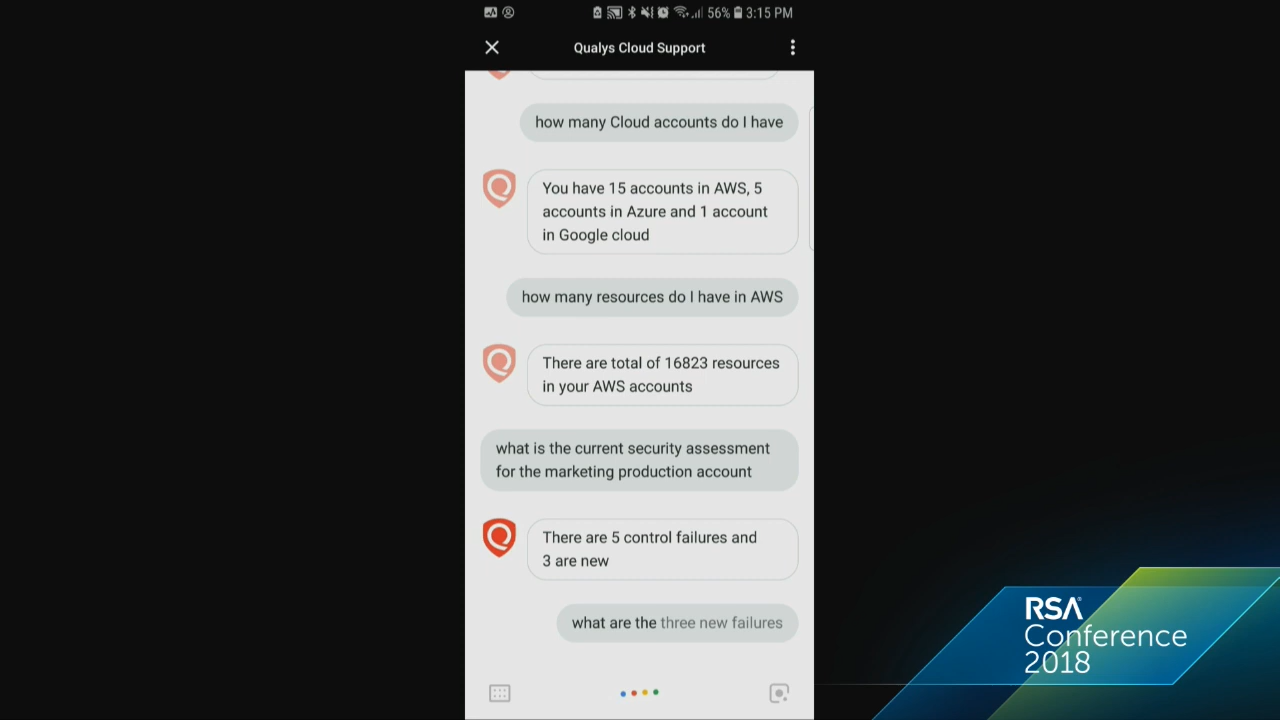 56% 3:15 PM
Qualys Cloud Support
how many Cloud accounts do I have
You have 15 accounts in AWS, 5
accounts in Azure and 1 account
in Google cloud
how many resources do I have in AWS
There are total of 16823 resources
in your AWS accounts
what is the current security assessment
for the marketing production account
There are 5 control failures and
3 are new
what are the three new failures
RSA
Conference
2018